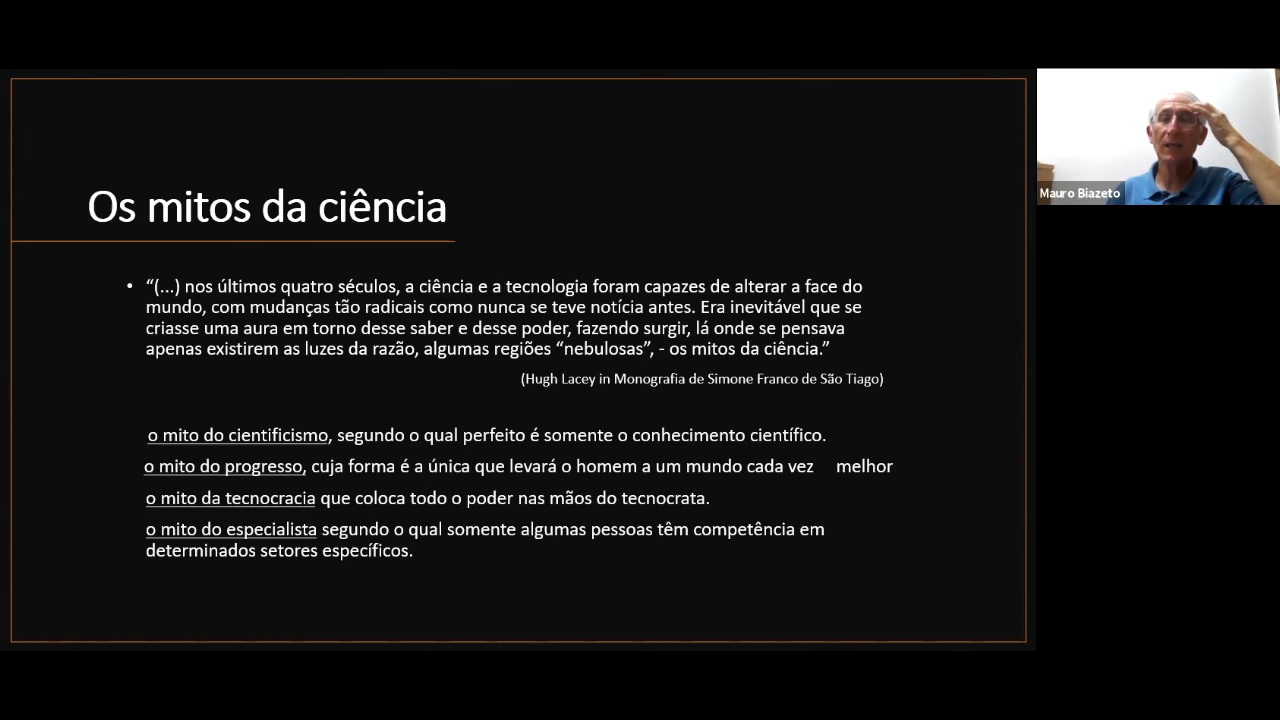 Os mitos da ciência
• “(...) nos últimos quatro séculos, a ciência e a tecnologia foram capazes de alterar a face do
mundo, com mudanças tão radicais como nunca se teve notícia antes. Era inevitável que se
criasse uma aura em torno desse saber e desse poder, fazendo surgir, lá onde se pensava
apenas existirem as luzes da razão, algumas regiões “nebulosas”, - os mitos da ciência.”
(Hugh Lacey in Monografia de Simone Franco de São Tiago)
o mito do cientificismo, segundo o qual perfeito é somente o conhecimento científico.
o mito do progresso, cuja forma é a única que levará o homem a um mundo cada vez melhor
o mito da tecnocracia que coloca todo o poder nas mãos do tecnocrata.
o mito do especialista segundo o qual somente algumas pessoas têm competência em
determinados setores específicos.
Mauro Biazeto